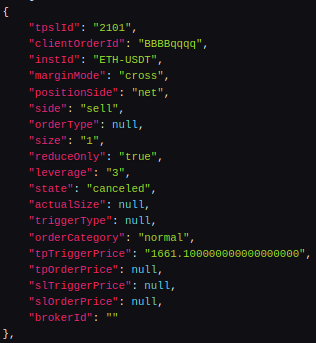 {
"tpslId": "2101",
"clientOrderId": "BBBBqqqq",
"instId": "ETH-USDT",
"marginMode": "cross",
"positionSide": "net",
"side": "sell",
"orderType": null,
"size": "1",
"reduceOnly": "true",
"leverage": "3",
"state": "canceled",
"actualSize": null,
"triggerType": null,
"orderCategory": "normal",
"tpTriggerPrice": "1661.100000000000000000",
"tpOrderPrice": null,
"slTriggerPrice": null,
"slOrderPrice": null,
"brokerId": ""
},